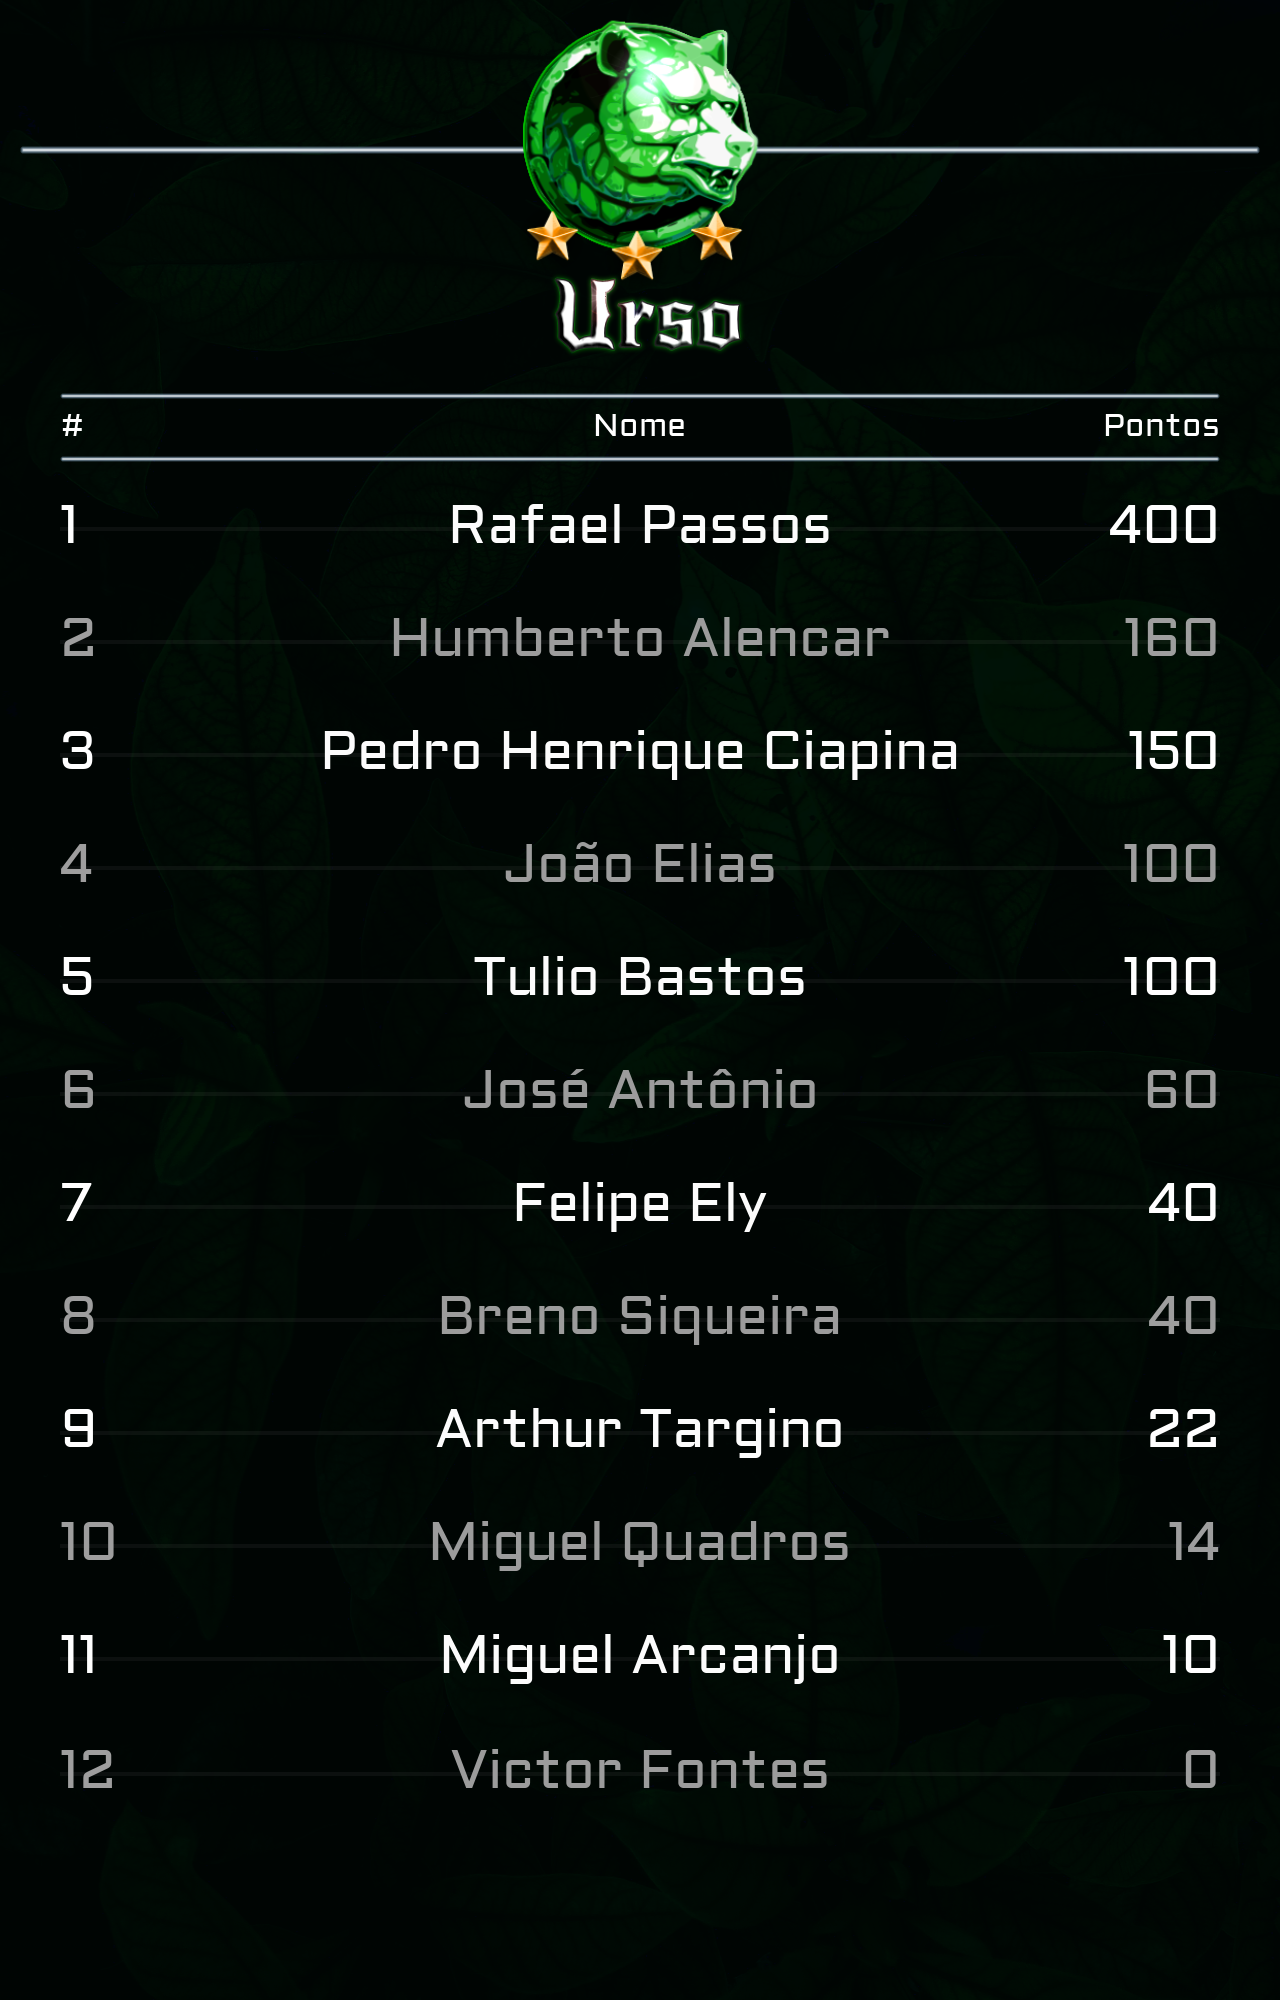 Urso
# Nome Pontos
1 Rafael Passos 400
2 Humberto Alencar 160
3 Pedro Henrique Ciapina 150
4 João Elias 100
5 Tulio Bastos 100
6 José Antônio 60
7 Felipe Ely 40
8 Breno Siqueira 40
9 Arthur Targino 22
10 Miguel Quadros 14
11 Miguel Arcanjo 10
12 Victor Fontes 0